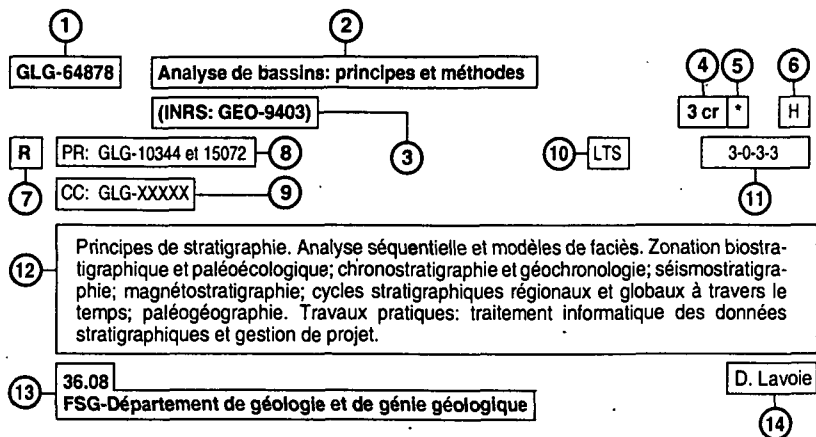 1 2
GLG-64878 Analyse de bassins: principes et méthodes 4 5 6
(INRS: GEO-9403) 3 cr * H
R PR: GLG-10344 et 15072 8 3 10 LTS 3-0-3-3
7 CC: GLG-XXXXX 9 11
Principes de stratigraphie. Analyse séquentielle et modèles de faciès. Zonation biostra-
12 tigraphique et paléoécologique; chronostratigraphie et géochronologie; séismostratigra-
phie; magnétostratigraphie; cycles stratigraphiques régionaux et globaux à travers le
temps; paléogéographie. Travaux pratiques: traitement informatique des données
stratigraphiques et gestion de projet.
36.08 D. Lavoie
13 FSG-Département de géologie et de génie géologique
14